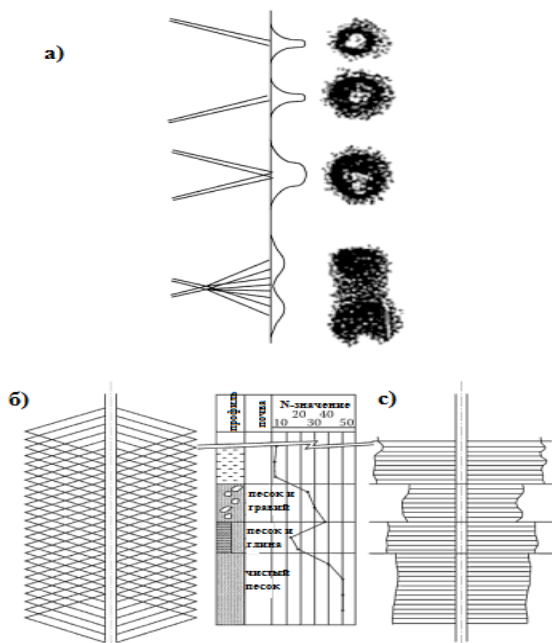 а)
б)
профиль
почва
N-значение
20 40
10 30 50
песок и
гравий
песок и
глина
чистый
песок
с)